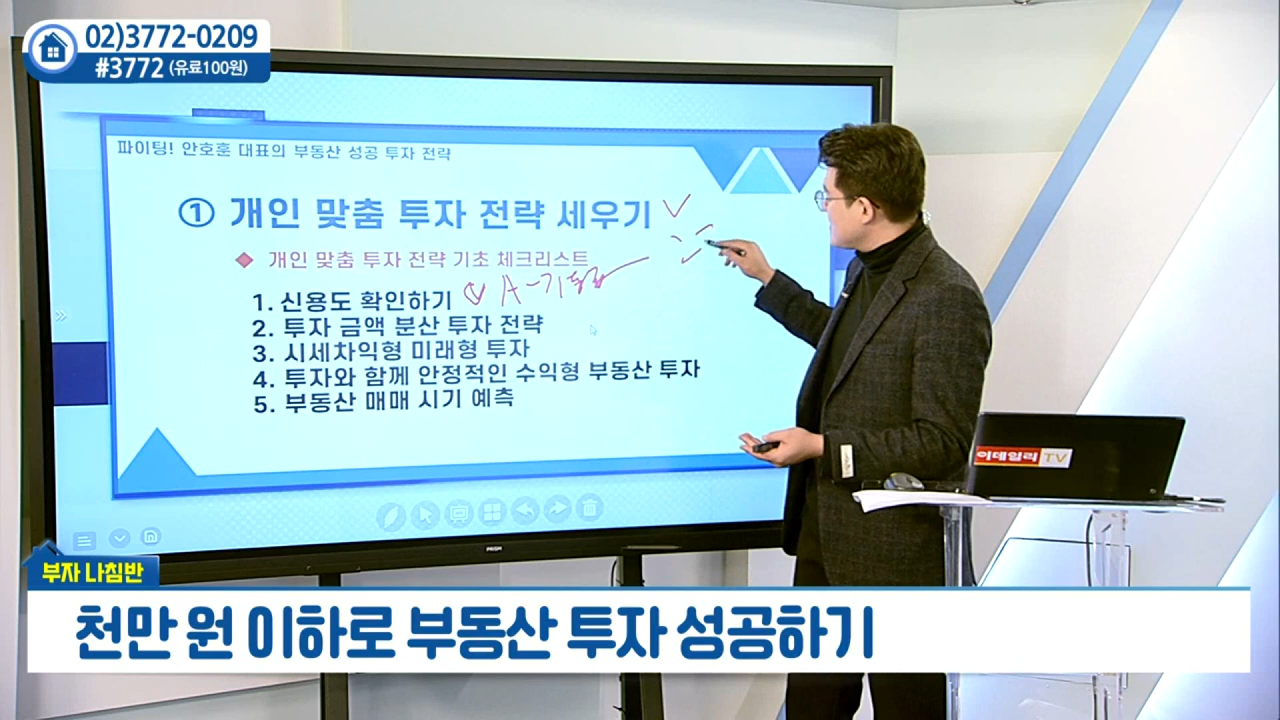 02)3772-0209
#3772 (유료100원)
파이팅! 안호훈 대표의 부동산 성공 투자 전략
① 개인 맞춤 투자 전략 세우기
◆ 개인 맞춤 투자 전략 기초 체크리스트
1. 신용도 확인하기
2. 투자 금액 분산 투자 전략
3. 시세차익형 미래형 투자
4. 투자와 함께 안정적인 수익형 부동산 투자
5. 부동산 매매 시기 예측
PRISM
이데일리TV
부자 나침반
천만 원 이하로 부동산 투자 성공하기